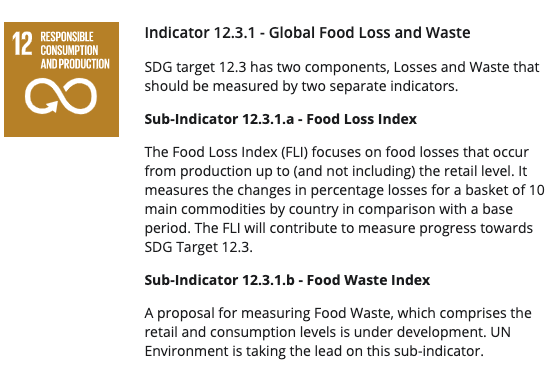 12 RESPONSIBLE
CONSUMPTION
AND PRODUCTION
Indicator 12.3.1 - Global Food Loss and Waste
SDG target 12.3 has two components, Losses and Waste that
should be measured by two separate indicators.
Sub-Indicator 12.3.1.a - Food Loss Index
The Food Loss Index (FLI) focuses on food losses that occur
from production up to (and not including) the retail level. It
measures the changes in percentage losses for a basket of 10
main commodities by country in comparison with a base
period. The FLI will contribute to measure progress towards
SDG Target 12.3.
Sub-Indicator 12.3.1.b - Food Waste Index
A proposal for measuring Food Waste, which comprises the
retail and consumption levels is under development. UN
Environment is taking the lead on this sub-indicator.